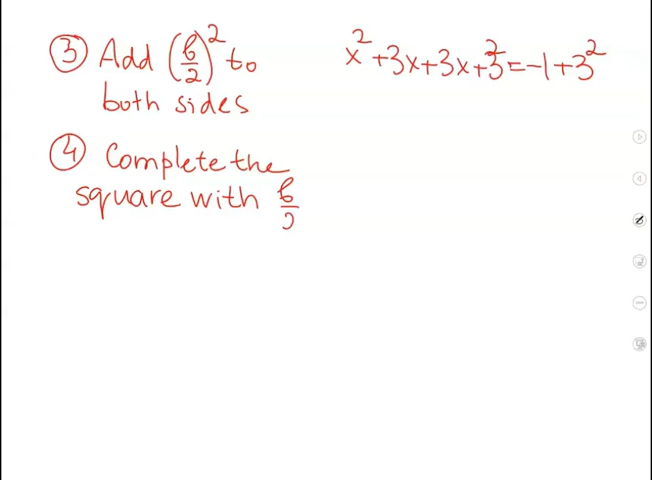 ③ Add (b/2)² to
both sides
x² + 3x + 3x + 3² = -1 + 3²
④ Complete the
square with b/2